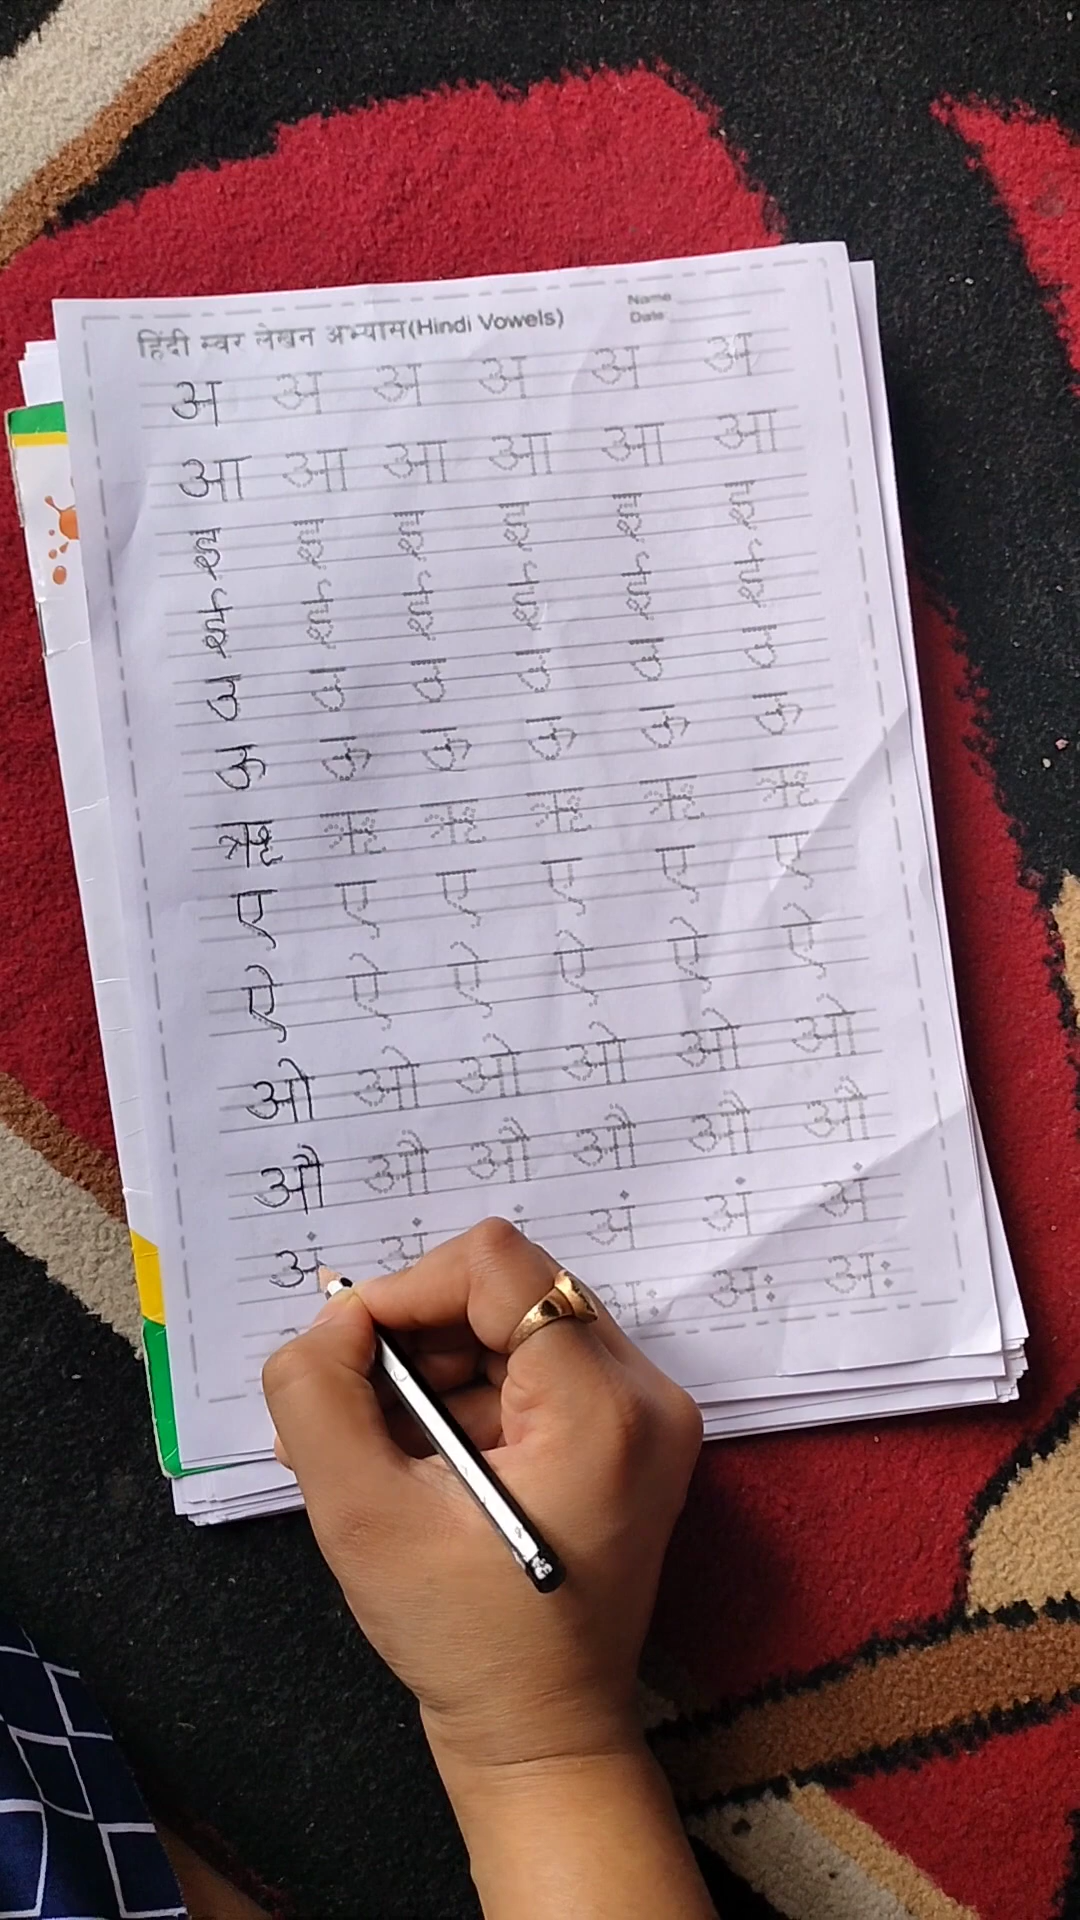 हिंदी स्वर लेखन अभ्यास(Hindi Vowels)
Name
Date
अ अ अ अ अ अ
आ आ आ आ आ आ
इ इ इ इ इ इ
ई ई ई ई ई ई
उ उ उ उ उ उ
ऊ ऊ ऊ ऊ ऊ ऊ
ऋ ऋ ऋ ऋ ऋ ऋ
ए ए ए ए ए ए
ऐ ऐ ऐ ऐ ऐ ऐ
ओ ओ ओ ओ ओ ओ
औ औ औ औ औ औ
अं अं अं अं अं
अः अः अः